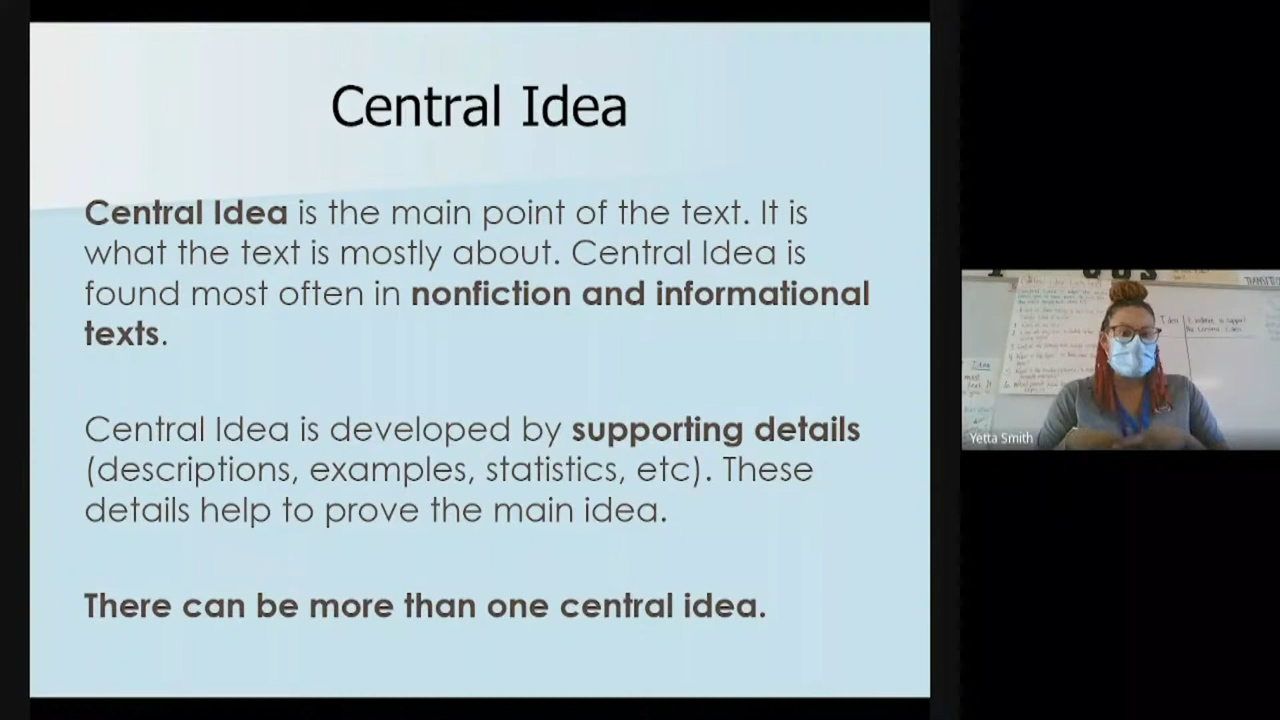 Central Idea
Central Idea is the main point of the text. It is
what the text is mostly about. Central Idea is
found most often in nonfiction and informational
texts.
Central Idea is developed by supporting details
(descriptions, examples, statistics, etc). These
details help to prove the main idea.
There can be more than one central idea.
Yetta Smith